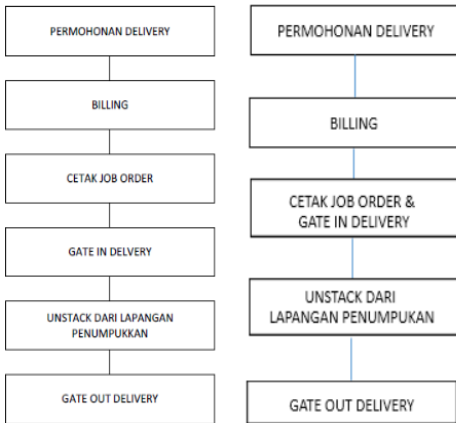 PERMOHONAN DELIVERY
BILLING
CETAK JOB ORDER
GATE IN DELVERY
UNSTACK DARI LAPANGAN
PENUMPUKKAN
GATE OUT DELIVERY
PERMOHONAN DELIVERY
BILLING
CETAK JOB ORDER &
GATE IN DELIVERY
UNSTACK DARI
LAPANGAN PENUMPUKAN
GATE OUT DELIVERY